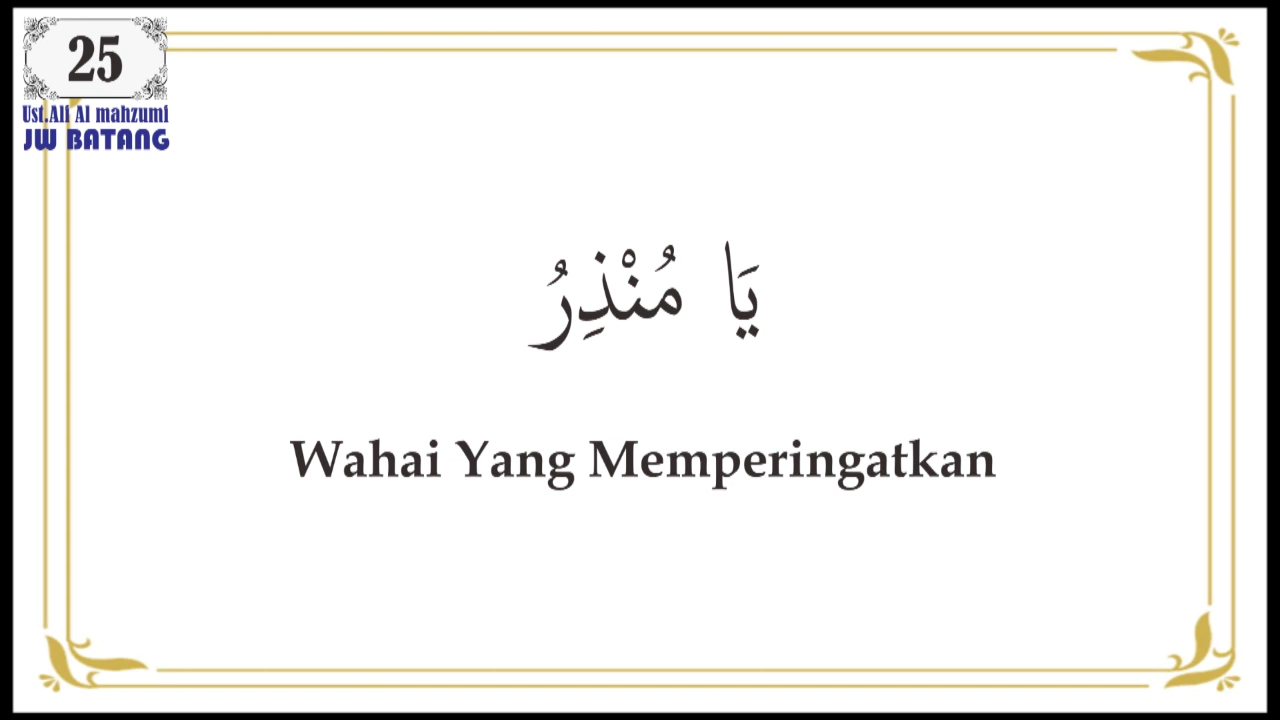 25
Ust.Ali Al mahzumi
JW BATANG
يَا مُنْذِرُ
Wahai Yang Memperingatkan